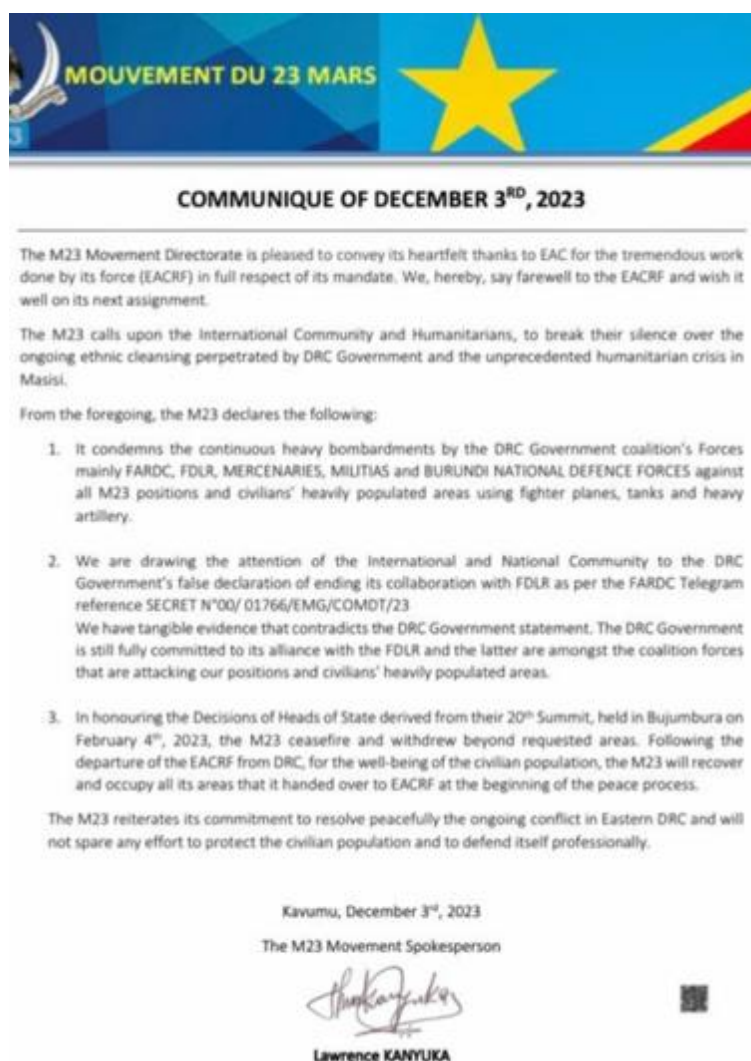 MOUVEMENT DU 23 MARS
COMMUNIQUE OF DECEMBER 3RD, 2023
The M23 Movement Directorate is pleased to convey its heartfelt thanks to EAC for the tremendous work
done by its force (EACRF) in full respect of its mandate. We, hereby, say farewell to the EACRF and wish it
well on its next assignment.
The M23 calls upon the International Community and Humanitarians, to break their silence over the
ongoing ethnic cleansing perpetrated by DRC Government and the unprecedented humanitarian crisis in
Masisi.
From the foregoing, the M23 declares the following:
1. It condemns the continuous heavy bombardments by the DRC Government coalition's Forces
mainly FARDC, FDLR, MERCENARIES, MILITIAS and BURUNDI NATIONAL DEFENCE FORCES against
all M23 positions and civilians' heavily populated areas using fighter planes, tanks and heavy
artillery.
2. We are drawing the attention of the International and National Community to the DRC
Government's false declaration of ending its collaboration with FDLR as per the FARDC Telegram
reference SECRET N°00/ 01766/EMG/COMDT/23
We have tangible evidence that contradicts the DRC Government statement. The DRC Government
is still fully committed to its alliance with the FDLR and the latter are amongst the coalition forces
that are attacking our positions and civilians' heavily populated areas.
3. In honouring the Decisions of Heads of State derived from their 20th Summit, held in Bujumbura on
February 4th, 2023, the M23 ceasefire and withdrew beyond requested areas. Following the
departure of the EACRF from DRC, for the well-being of the civilian population, the M23 will recover
and occupy all its areas that it handed over to EACRF at the beginning of the peace process.
The M23 reiterates its commitment to resolve peacefully the ongoing conflict in Eastern DRC and will
not spare any effort to protect the civilian population and to defend itself professionally.
Kavumu, December 3rd, 2023
The M23 Movement Spokesperson
Lawrence KANYUKA